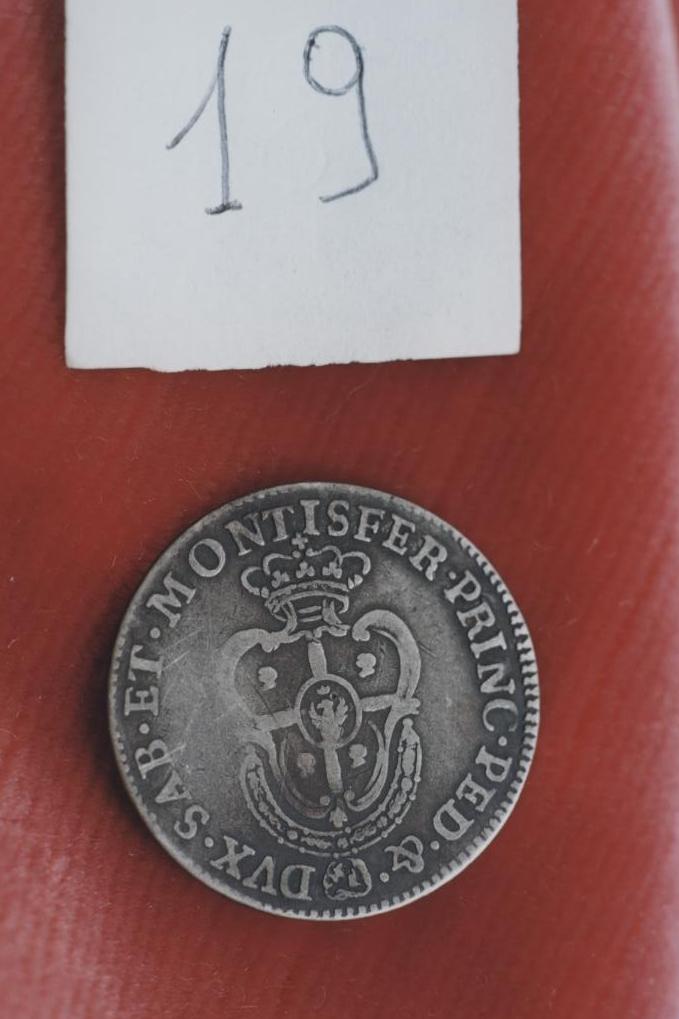 19
DVX · SAB · ET · MONTISFER · PRINC · PED · & ·